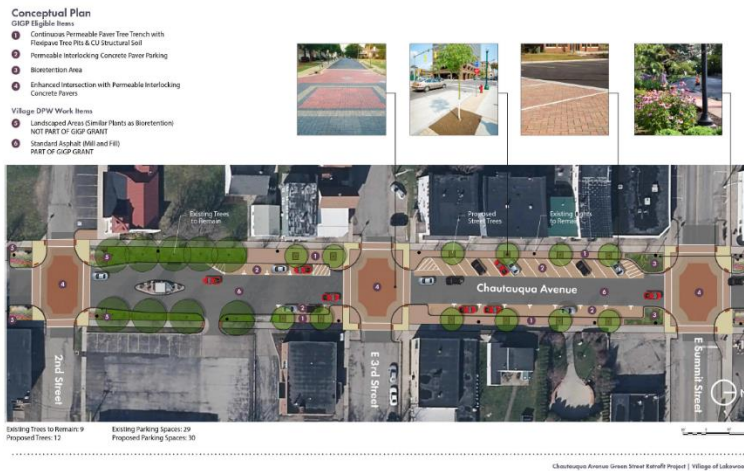 Conceptual Plan
GIGP Eligible Items
1 Continuous Permeable Paver Tree Trench with
Flexipave Tree Pits & CU Structural Soil
2 Permeable Interlocking Concrete Paver Parking
3 Bioretention Area
4 Enhanced Intersection with Permeable Interlocking
Concrete Pavers
Village DPW Work Items
5 Landscaped Areas (Similar Plants as Bioretention)
NOT PART OF GIGP GRANT
6 Standard Asphalt (Mill and Fill)
PART OF GIGP GRANT
Existing Trees
to Remain
Proposed
Street Trees
Existing Lights
to Remain
Chautauqua Avenue
2nd Street
E 3rd Street
E Summit Street
Existing Trees to Remain: 9
Proposed Trees: 12
Existing Parking Spaces: 29
Proposed Parking Spaces: 30
Chautauqua Avenue Green Street Retrofit Project | Village of Lakewoo